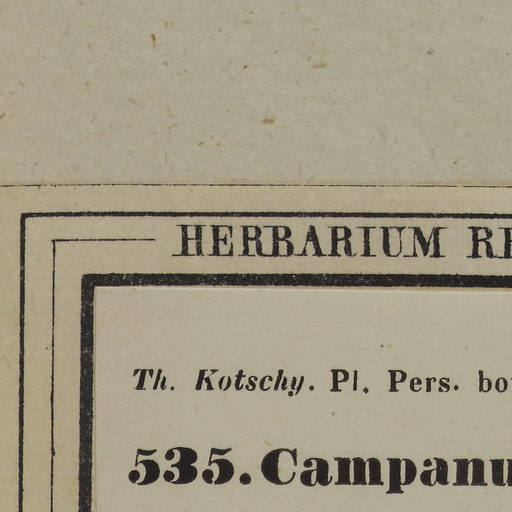 HERBARIUM RE
Th. Kotschy. Pl. Pers. bo
535. Campanu